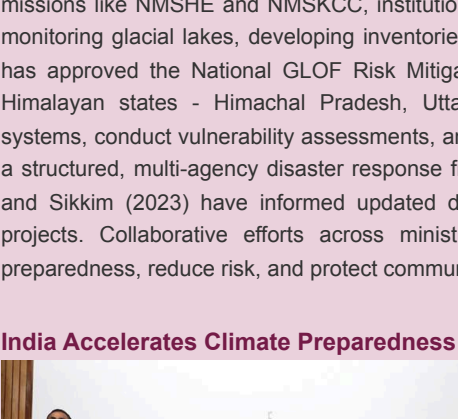 missions like NMSHE and NMSKCC, institution
monitoring glacial lakes, developing inventorie
has approved the National GLOF Risk Mitiga
Himalayan states - Himachal Pradesh, Utta
systems, conduct vulnerability assessments, a
a structured, multi-agency disaster response f
and Sikkim (2023) have informed updated d
projects. Collaborative efforts across minist
preparedness, reduce risk, and protect commu
India Accelerates Climate Preparedness